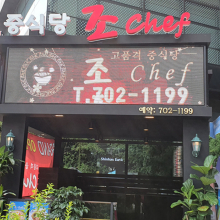 중식당 조 Chef
고품격 중식당
조 Chef
T.702-1199
예약: 702-1199